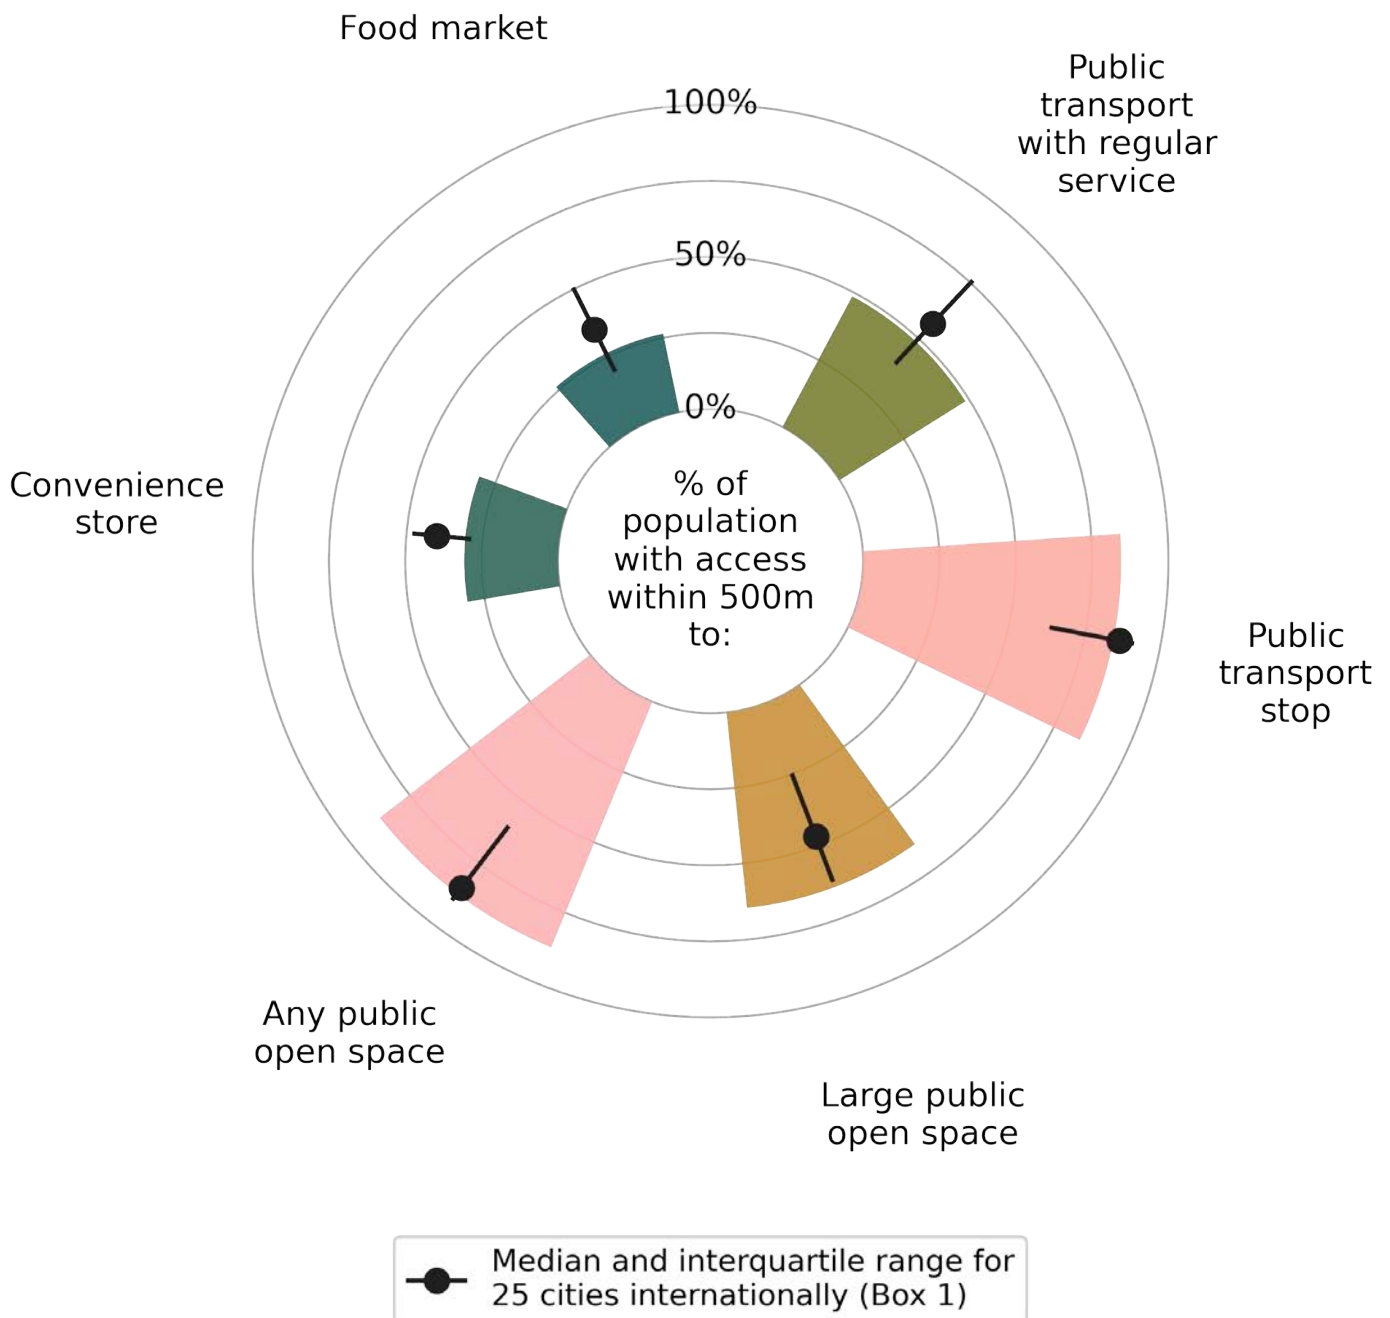 Food market
Public
transport
with regular
service
100%
50%
0%
% of
population
with access
within 500m
to:
Convenience
store
Public
transport
stop
Any public
open space
Large public
open space
Median and interquartile range for
25 cities internationally (Box 1)